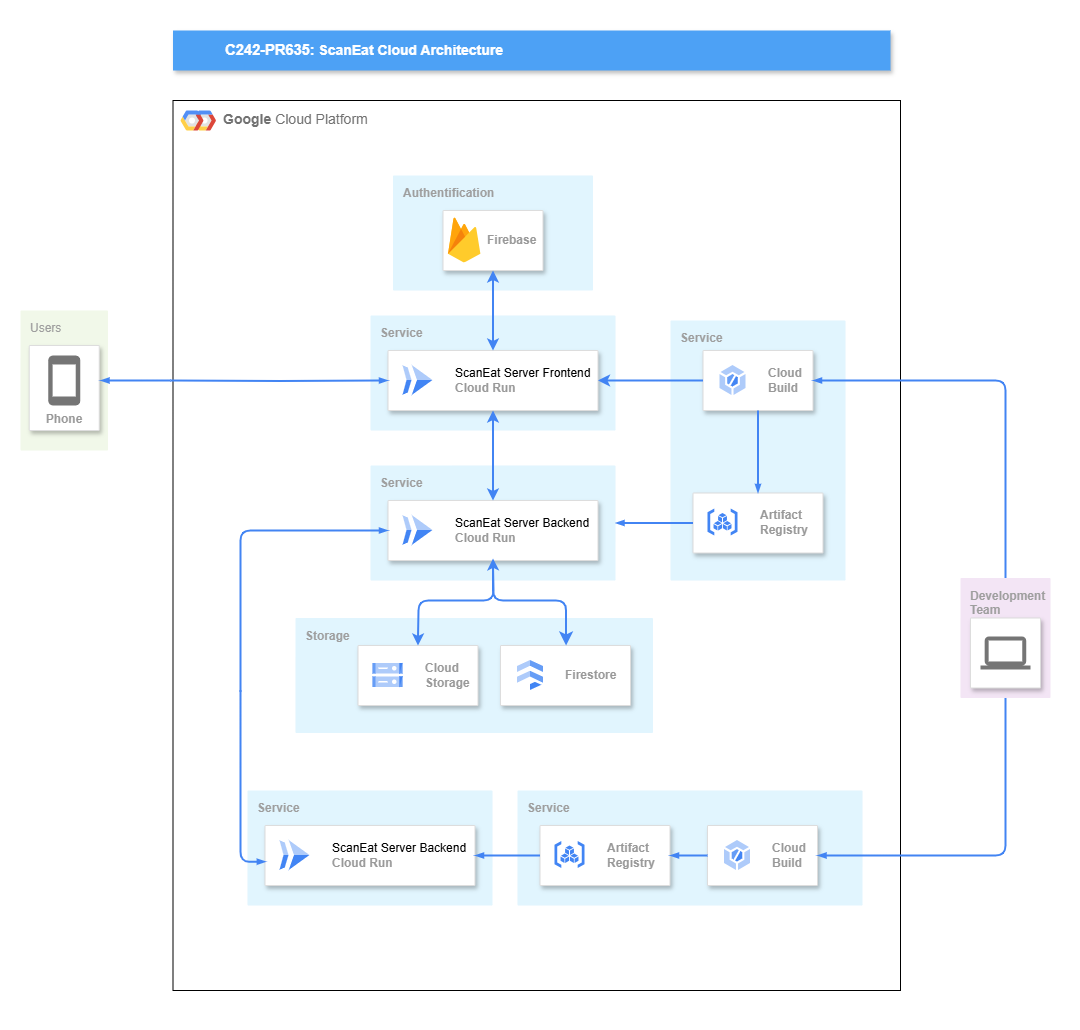 C242-PR635: ScanEat Cloud Architecture
Google Cloud Platform
Authentification
Firebase
Users
Phone
Service
ScanEat Server Frontend
Cloud Run
Service
Cloud
Build
Service
ScanEat Server Backend
Cloud Run
Artifact
Registry
Development
Team
Storage
Cloud
Storage
Firestore
Service
ScanEat Server Backend
Cloud Run
Service
Artifact
Registry
Cloud
Build